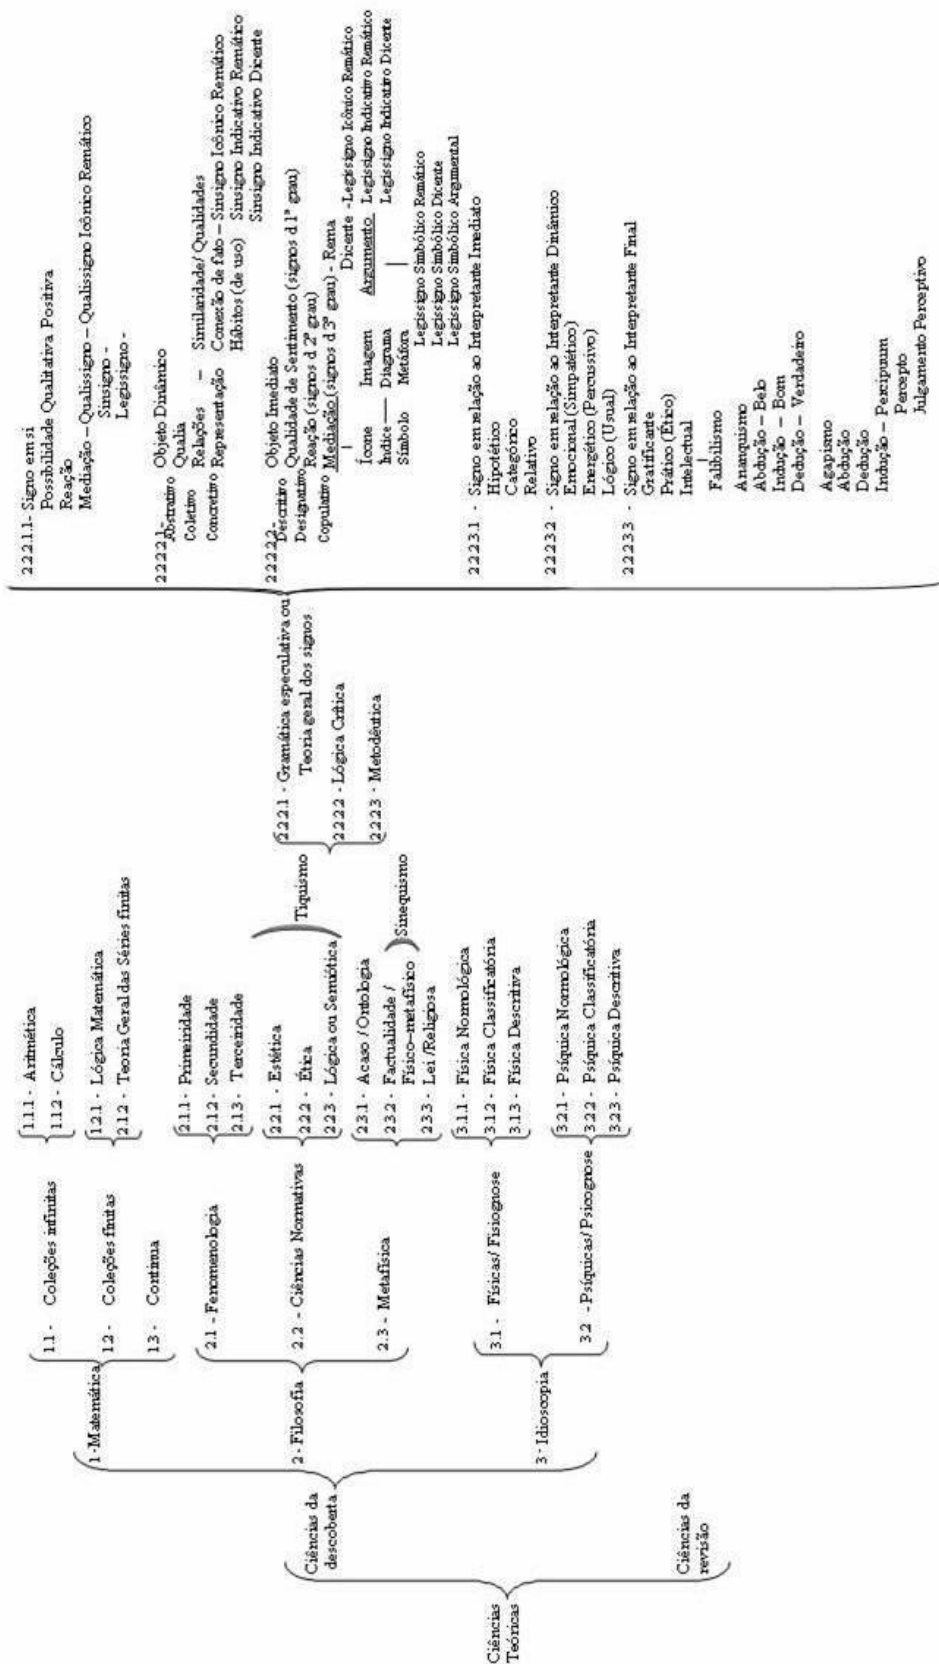 Ciências
Teóricas
Ciências da
descoberta
Ciências da
revisão
1 - Matemática
2 - Filosofia
3 - Idioscopia
1.1 - Coleções infinitas
1.2 - Coleções finitas
1.3 - Contínua
2.1 - Fenomenologia
2.2 - Ciências Normativas
2.3 - Metafísica
3.1 - Físicas/ Fisiognose
3.2 - Psíquicas/ Psicognose
1.1.1 - Aritmética
1.1.2 - Cálculo
1.2.1 - Lógica Matemática
2.1.2 - Teoria Geral das Séries finitas
2.1.1 - Primeiridade
2.1.2 - Secundidade
2.1.3 - Terceiridade
2.2.1 - Estética
2.2.2 - Ética
2.2.3 - Lógica ou Semiótica
2.3.1 - Acaso / Ontologia
2.3.2 - Factualidade /
Físico-metafísico
2.3.3 - Lei /Religiosa
3.1.1 - Física Normológica
3.1.2 - Física Classificatória
3.1.3 - Física Descritiva
3.2.1 - Psíquica Normológica
3.2.2 - Psíquica Classificatória
3.2.3 - Psíquica Descritiva
Tiquismo
Sinequismo
2.2.2.1 - Gramática especulativa ou
Teoria geral dos signos
2.2.2.2 - Lógica Crítica
2.2.2.3 - Metodêutica
2.2.2.1.1 - Signo em si
Possibilidade Qualitativa Positiva
Reação
Mediação – Qualissigno – Qualissigno Icônico Remático
Sinsigno -
Legissigno -
2.2.2.2.1- Objeto Dinâmico
Abstrativo Qualia
Coletivo Relações – Similaridade/ Qualidades
Concretivo Representação Conexão de fato – Sinsigno Icônico Remático
Hábitos (de uso) Sinsigno Indicativo Remático
Sinsigno Indicativo Dicente
2.2.2.2.2- Objeto Imediato
Descritivo Qualidade de Sentimento (signos d 1º grau)
Designativo Reação (signos d 2º grau)
Copulativo Mediação (signos d 3º grau) - Rema
Dicente - Legissigno Icônico Remático
Ícone Imagem Argumento Legissigno Indicativo Remático
Índice Diagrama Legissigno Indicativo Dicente
Símbolo Metáfora
Legissigno Simbólico Remático
Legissigno Simbólico Dicente
Legissigno Simbólico Argumental
2.2.2.3.1 - Signo em relação ao Interpretante Imediato
Hipotético
Categórico
Relativo
2.2.2.3.2 - Signo em relação ao Interpretante Dinâmico
Emocional (Simpatético)
Energético (Percussivo)
Lógico (Usual)
2.2.2.3.3 - Signo em relação ao Interpretante Final
Gratificante
Prático (Ético)
Intelectual
Falibilismo
Ananquismo
Abdução – Belo
Indução – Bom
Dedução – Verdadeiro
Agapismo
Abdução
Dedução
Indução – Percipuum
Percepto
Julgamento Perceptivo